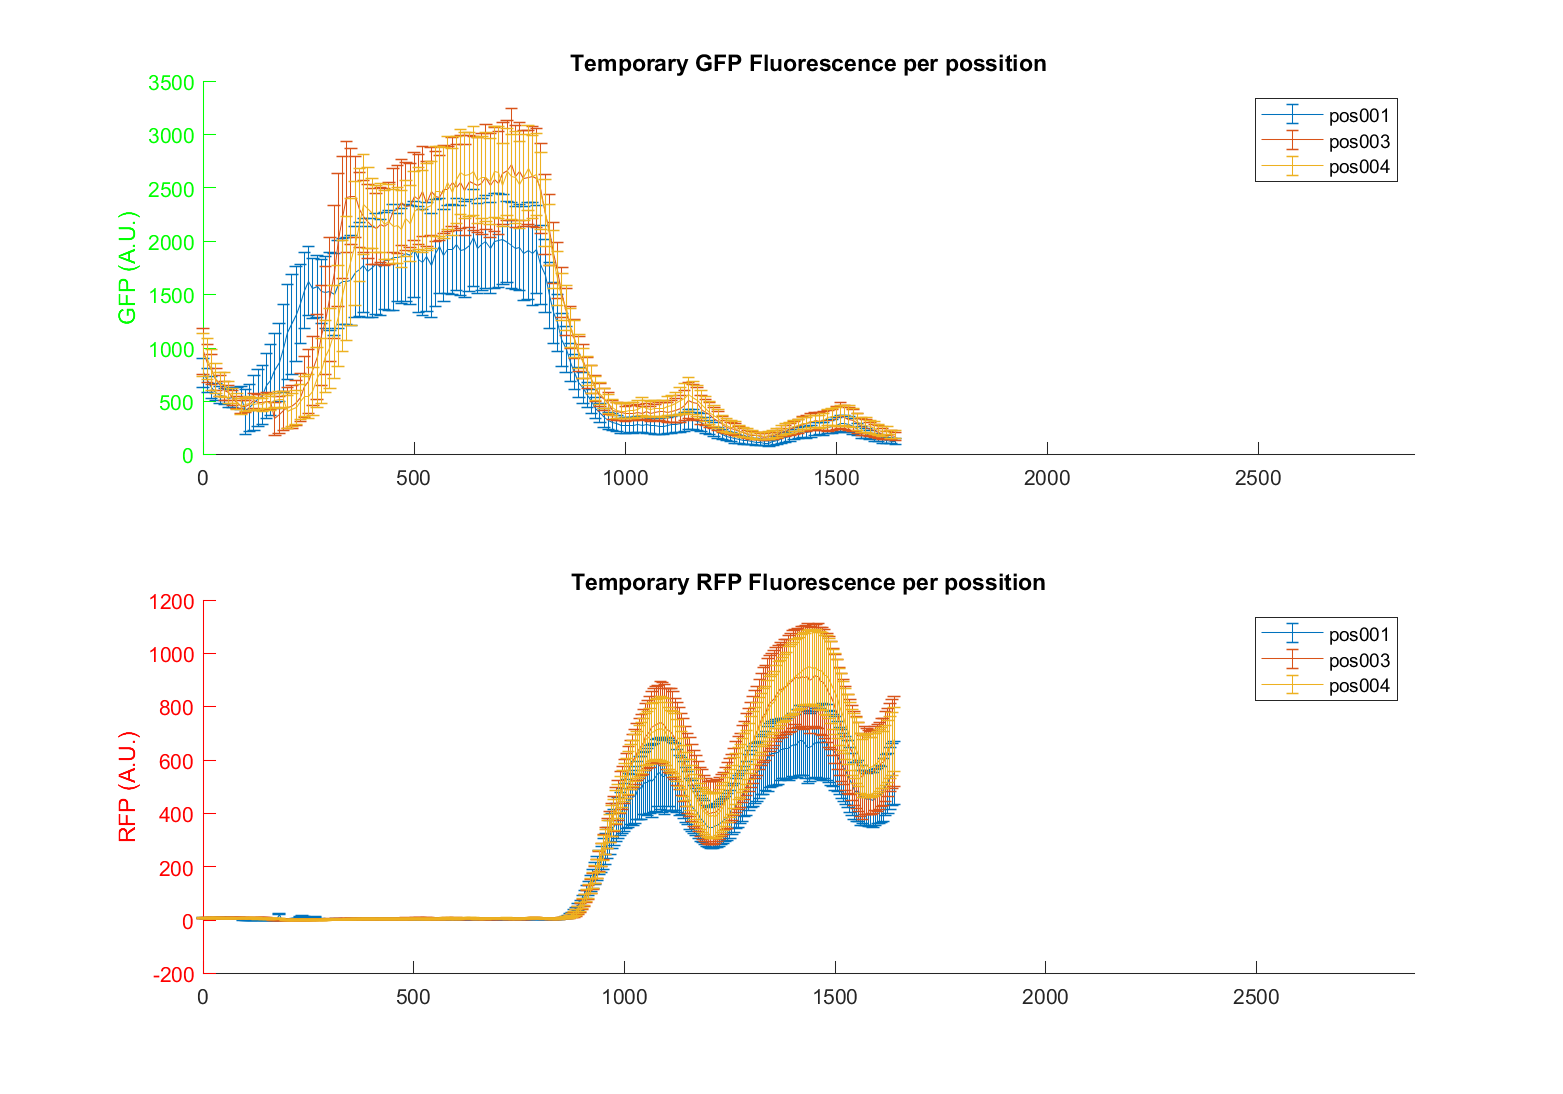 Temporary GFP Fluorescence per possition
3500
3000
2500
2000
1500
1000
500
0
GFP (A.U.)
0 500 1000 1500 2000 2500
pos001
pos003
pos004
Temporary RFP Fluorescence per possition
1200
1000
800
600
400
200
0
-200
RFP (A.U.)
0 500 1000 1500 2000 2500
pos001
pos003
pos004